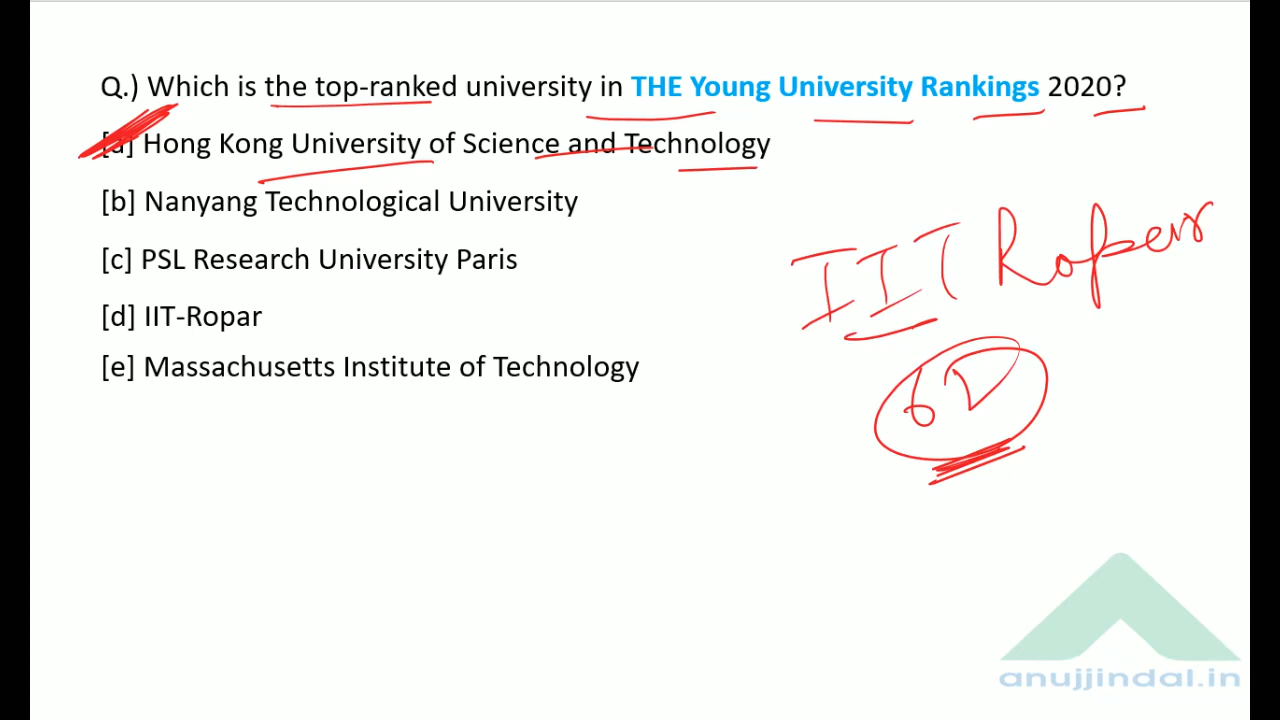 Q.) Which is the top-ranked university in THE Young University Rankings 2020?
[a] Hong Kong University of Science and Technology
[b] Nanyang Technological University
[c] PSL Research University Paris
[d] IIT-Ropar
[e] Massachusetts Institute of Technology
IIT Ropar
62
anujjindal.in